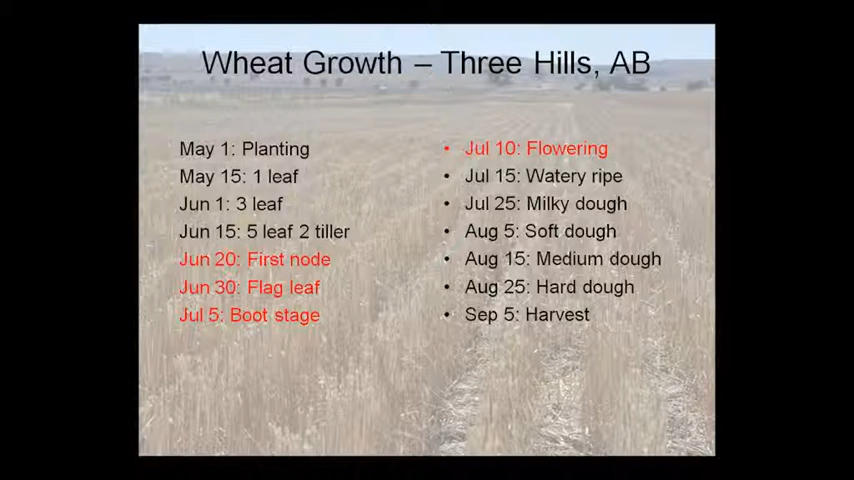 Wheat Growth – Three Hills, AB
May 1: Planting
May 15: 1 leaf
Jun 1: 3 leaf
Jun 15: 5 leaf 2 tiller
Jun 20: First node
Jun 30: Flag leaf
Jul 5: Boot stage
• Jul 10: Flowering
• Jul 15: Watery ripe
• Jul 25: Milky dough
• Aug 5: Soft dough
• Aug 15: Medium dough
• Aug 25: Hard dough
• Sep 5: Harvest